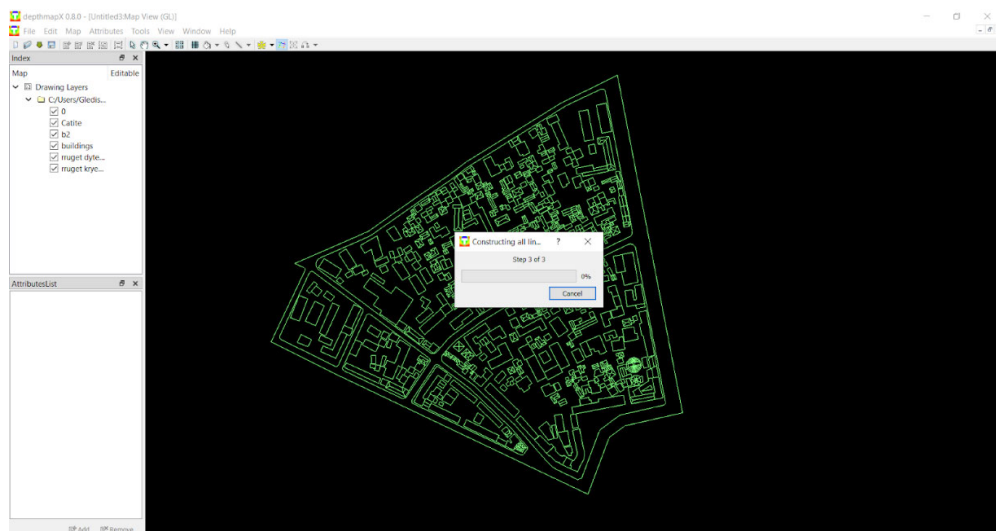 depthmapX 0.8.0 - [Untitled3:Map View (GL)]
File Edit Map Attributes Tools View Window Help
Index
Map Editable
Drawing Layers
C:/Users/Gledis...
0
Catite
b2
buildings
rruget dyte...
rruget krye...
Constructing all lin... ?
Step 3 of 3
0%
Cancel
AttributesList
Add Remove